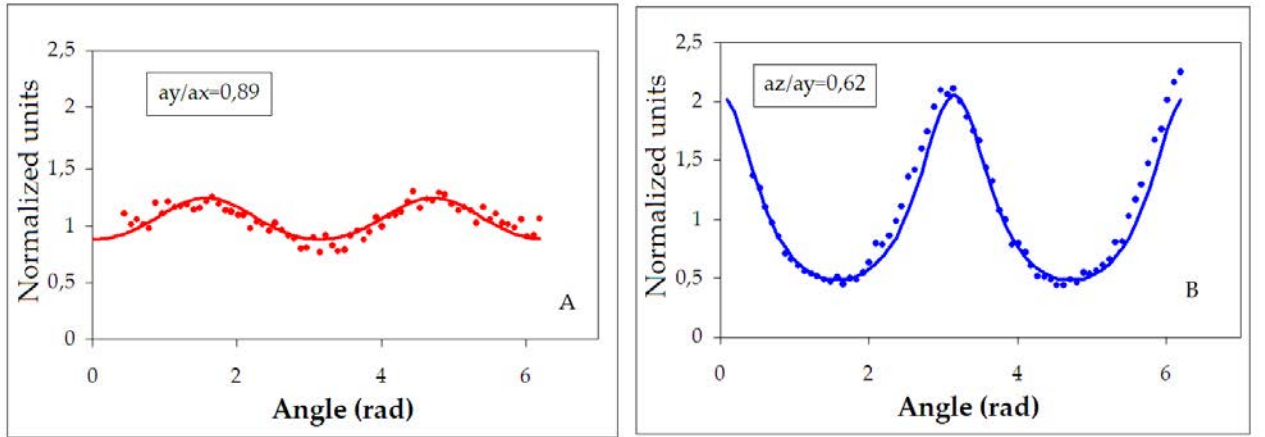 2,5
ay/ax=0,89
2
1,5
1
0,5
0
Normalized units
A
0 2 4 6
Angle (rad)
2,5
az/ay=0,62
2
1,5
1
0,5
0
Normalized units
B
0 2 4 6
Angle (rad)